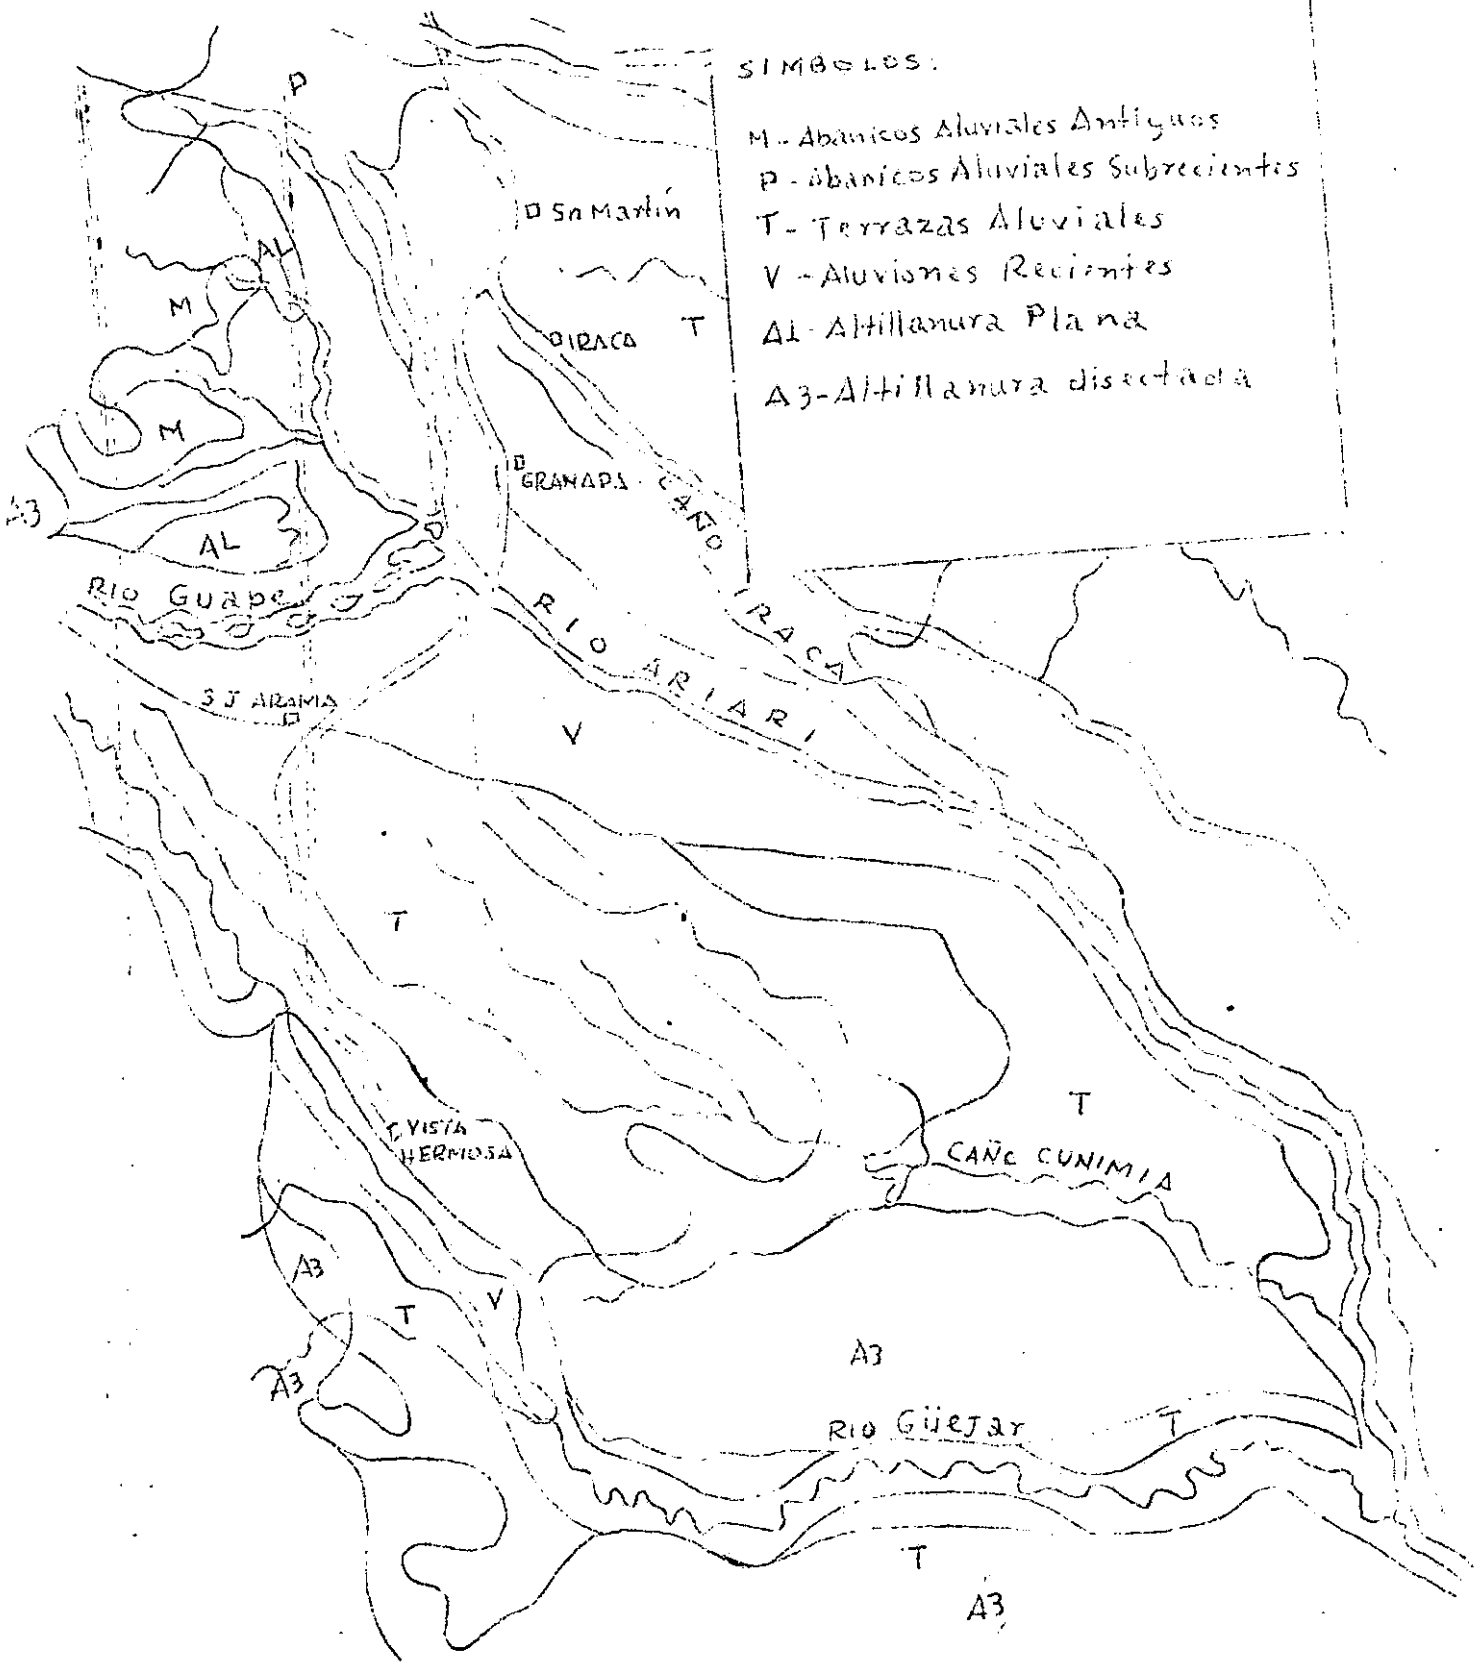 SIMBOLOS:
M - Abanicos Aluviales Antiguos
P - Abanicos Aluviales Subrecientes
T - Terrazas Aluviales
V - Aluviones Recientes
AL - Altillanura Plana
A3 - Altillanura disectada
P
Sn Martín
AL
M
IRACA
T
V
M
GRANADA
A3
AL
CAÑO IRACA
RIO Guape
RIO ARIARI
S J ARAMA
V
T
T
VISTA HERMOSA
CAÑO CUNIMIA
A3
V
T
A3
A3
RIO GüeJar
T
T
A3